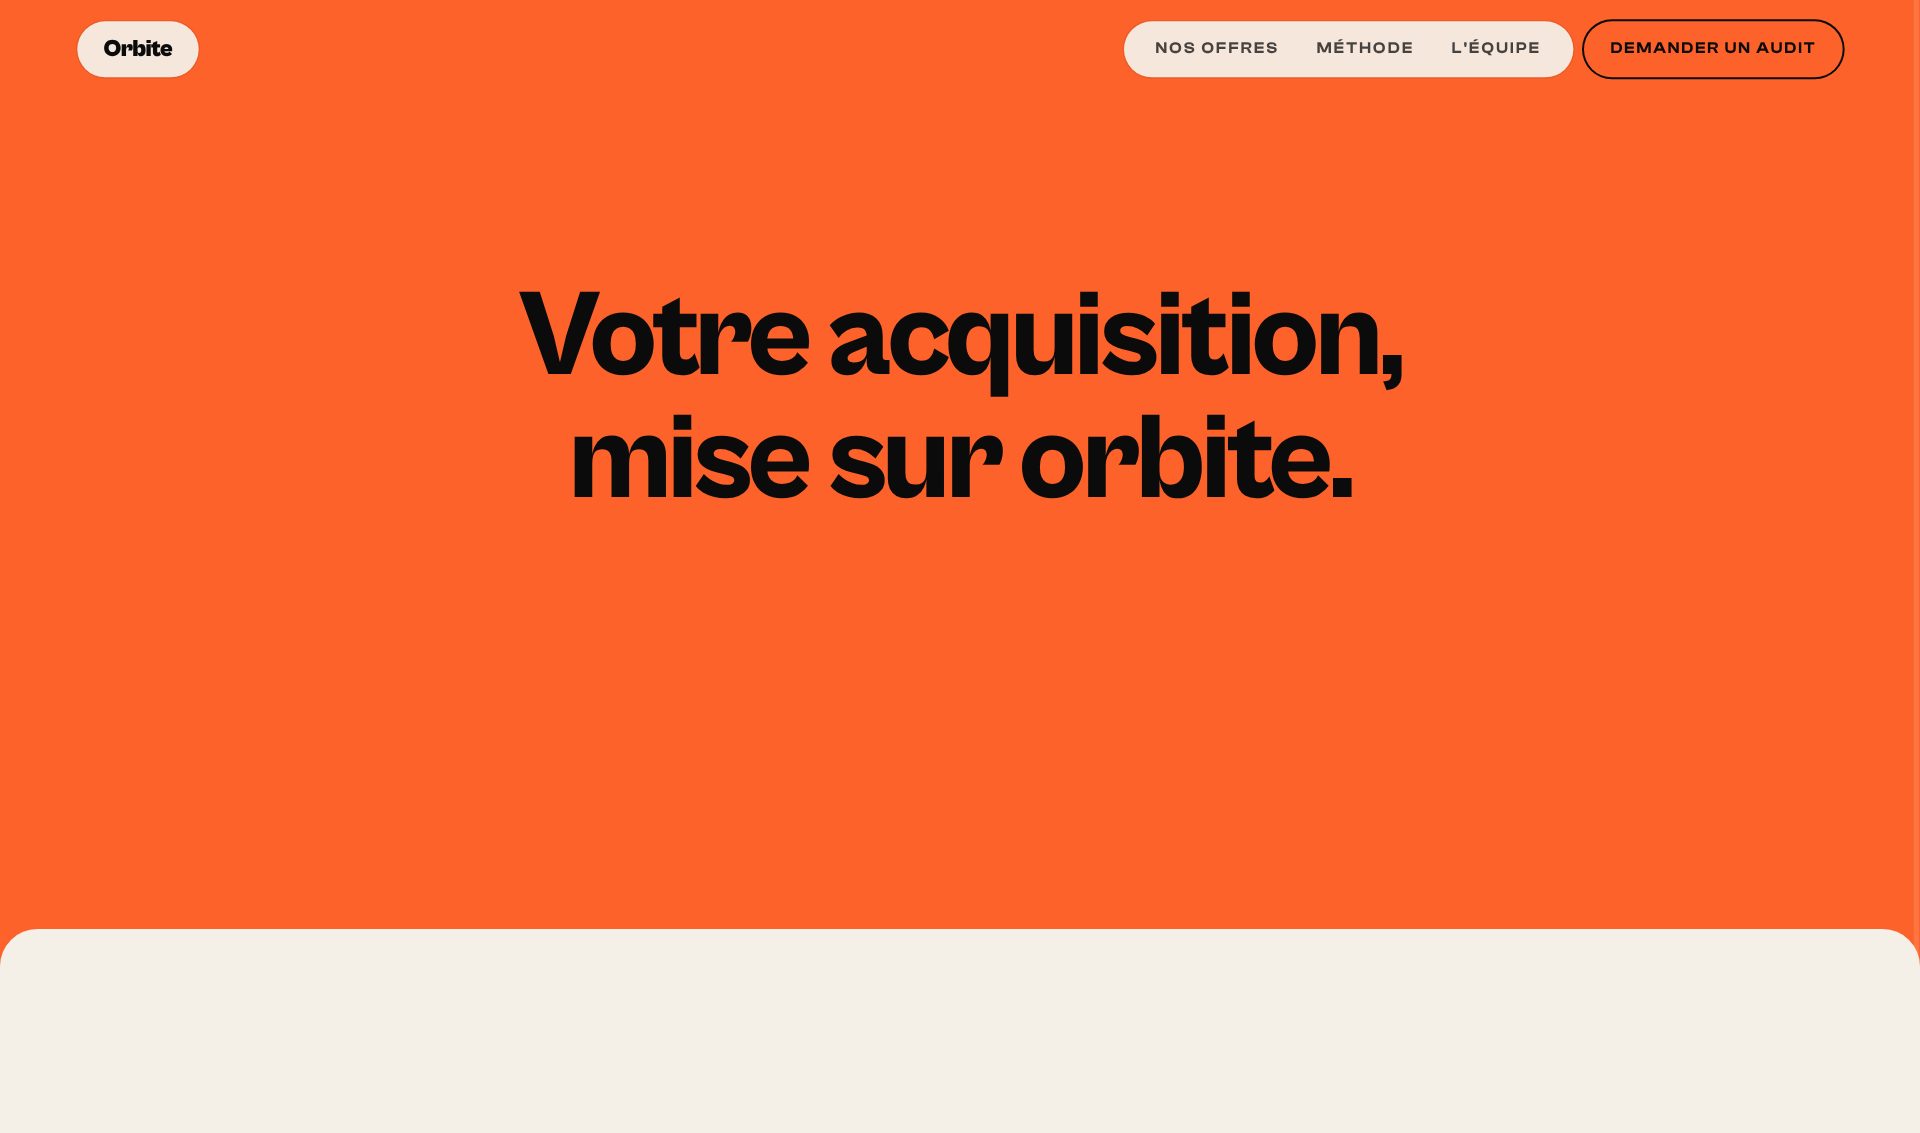 Orbite
NOS OFFRES MÉTHODE L'ÉQUIPE DEMANDER UN AUDIT
Votre acquisition,
mise sur orbite.